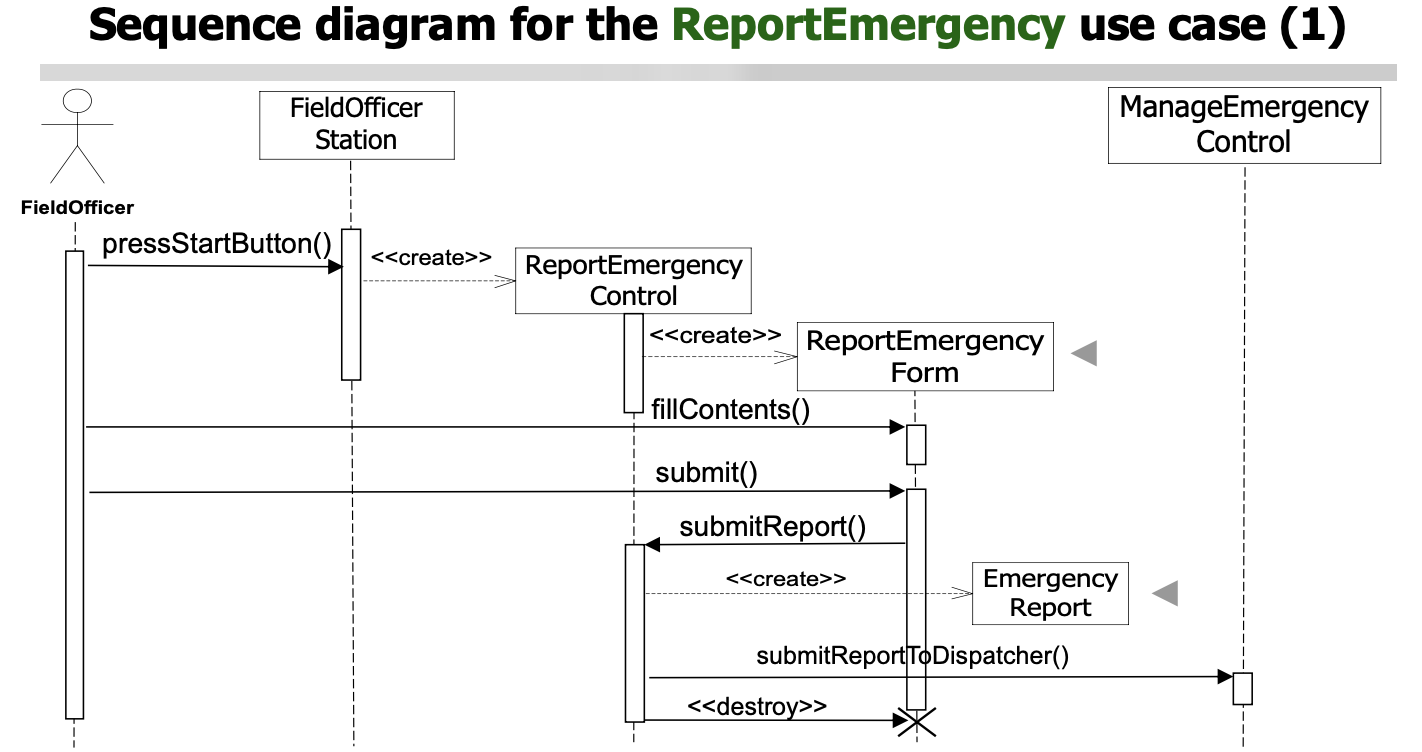 Sequence diagram for the ReportEmergency use case (1)
FieldOfficer
Station
ManageEmergency
Control
FieldOfficer
pressStartButton()
<<create>>
ReportEmergency
Control
<<create>>
ReportEmergency
Form
fillContents()
submit()
submitReport()
<<create>>
Emergency
Report
submitReportToDispatcher()
<<destroy>>